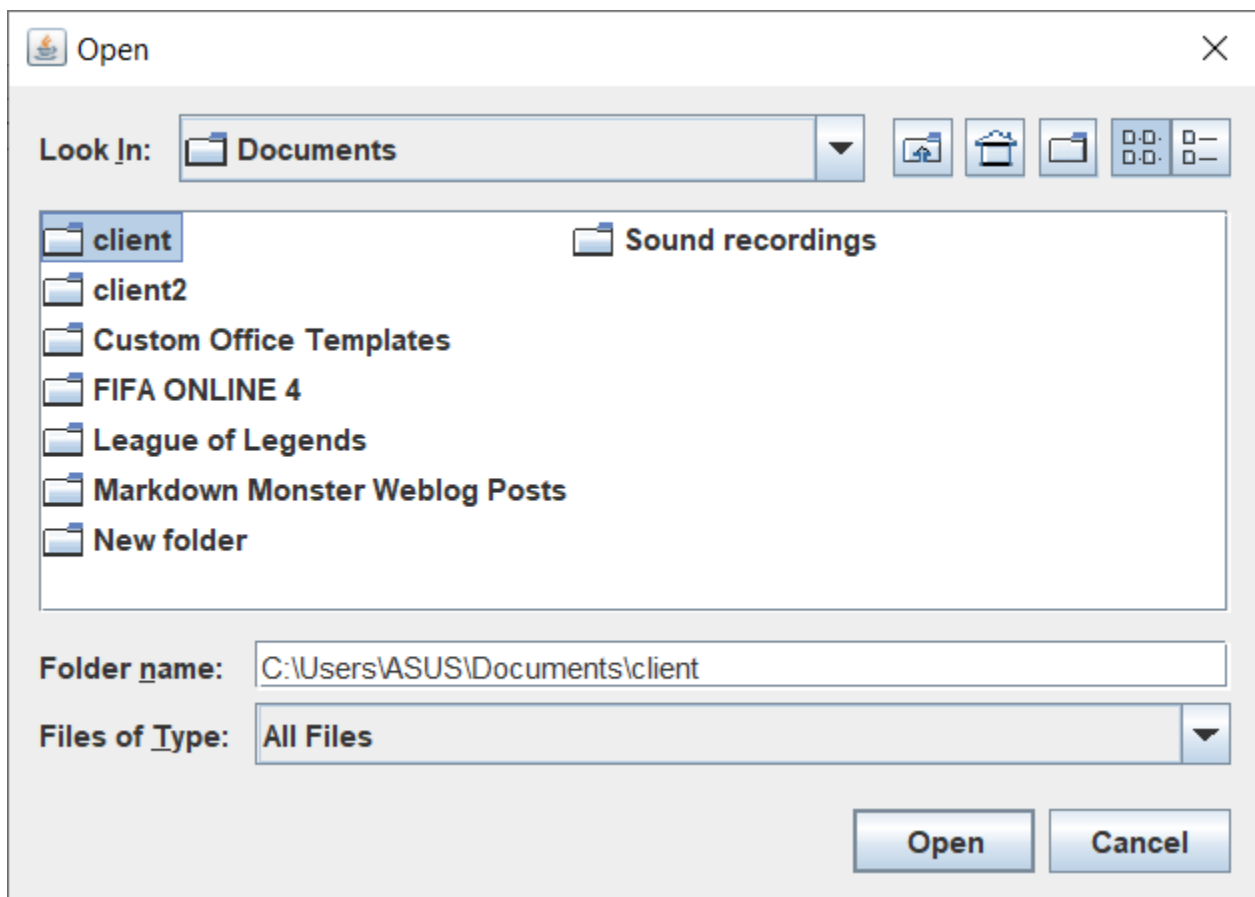 Open
Look In: Documents
client
Sound recordings
client2
Custom Office Templates
FIFA ONLINE 4
League of Legends
Markdown Monster Weblog Posts
New folder
Folder name: C:\Users\ASUS\Documents\client
Files of Type: All Files
Open Cancel